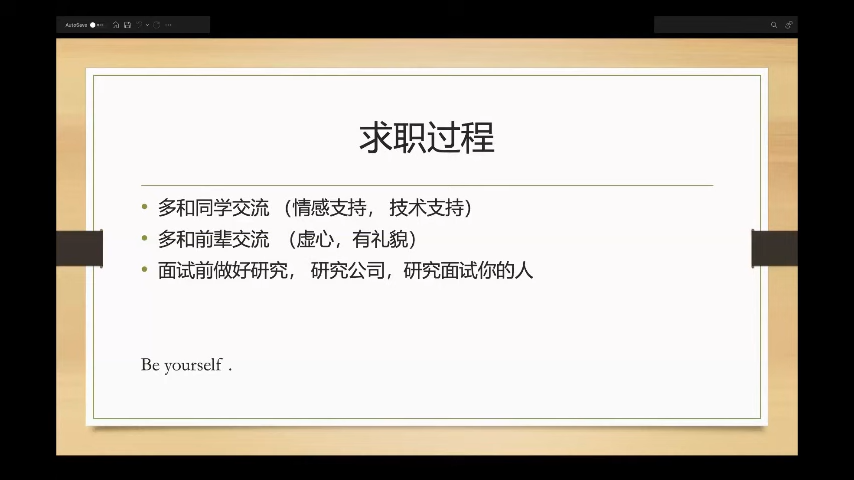 AutoSave
求职过程
• 多和同学交流 （情感支持， 技术支持）
• 多和前辈交流 （虚心，有礼貌）
• 面试前做好研究， 研究公司，研究面试你的人
Be yourself .